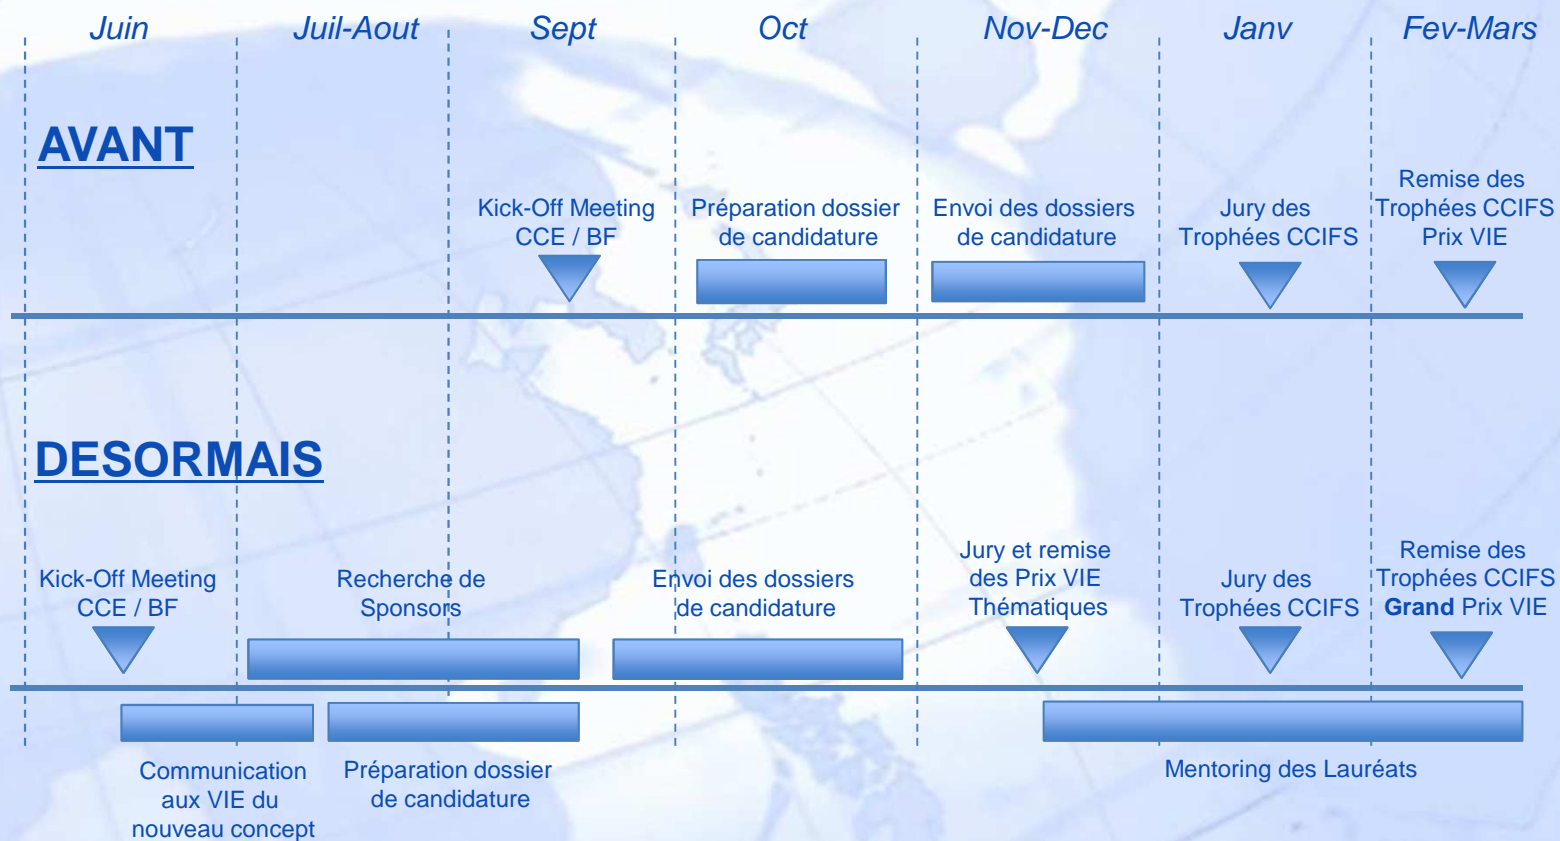 Juin
Juil-Aout
Sept
Oct
Nov-Dec
Janv
Fev-Mars
AVANT
Kick-Off Meeting
CCE / BF
Préparation dossier
de candidature
Envoi des dossiers
de candidature
Jury des
Trophées CCIFS
Remise des
Trophées CCIFS
Prix VIE
DESORMAIS
Kick-Off Meeting
CCE / BF
Recherche de
Sponsors
Envoi des dossiers
de candidature
Jury et remise
des Prix VIE
Thématiques
Jury des
Trophées CCIFS
Remise des
Trophées CCIFS
Grand Prix VIE
Communication
aux VIE du
nouveau concept
Préparation dossier
de candidature
Mentoring des Lauréats